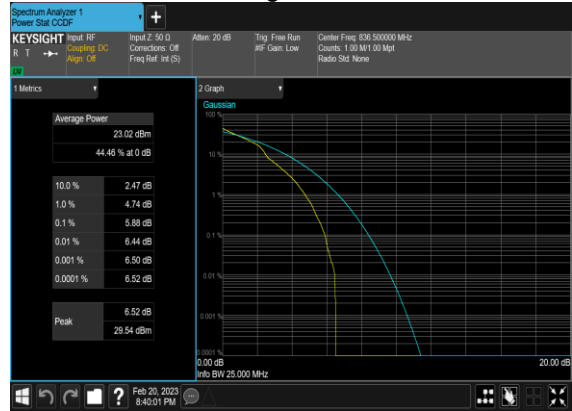 Spectrum Analyzer 1
Power Stat CCDF
KEYSIGHT
R T
LW
Input: RF
Coupling: DC
Align: Off
Input Z: 50 Ω
Corrections: Off
Freq Ref: Int (S)
Atten: 20 dB
Trig: Free Run
#IF Gain: Low
Center Freq: 836.500000 MHz
Counts: 1.00 M/1.00 Mpt
Radio Std: None
1 Metrics
Average Power
23.02 dBm
44.46 % at 0 dB
10.0 % 2.47 dB
1.0 % 4.74 dB
0.1 % 5.88 dB
0.01 % 6.44 dB
0.001 % 6.50 dB
0.0001 % 6.52 dB
Peak
6.52 dB
29.54 dBm
2 Graph
Gaussian
100 %
10 %
1 %
0.1 %
0.01 %
0.001 %
0.0001 %
0.00 dB 20.00 dB
Info BW 25.000 MHz
Feb 20, 2023
8:40:01 PM